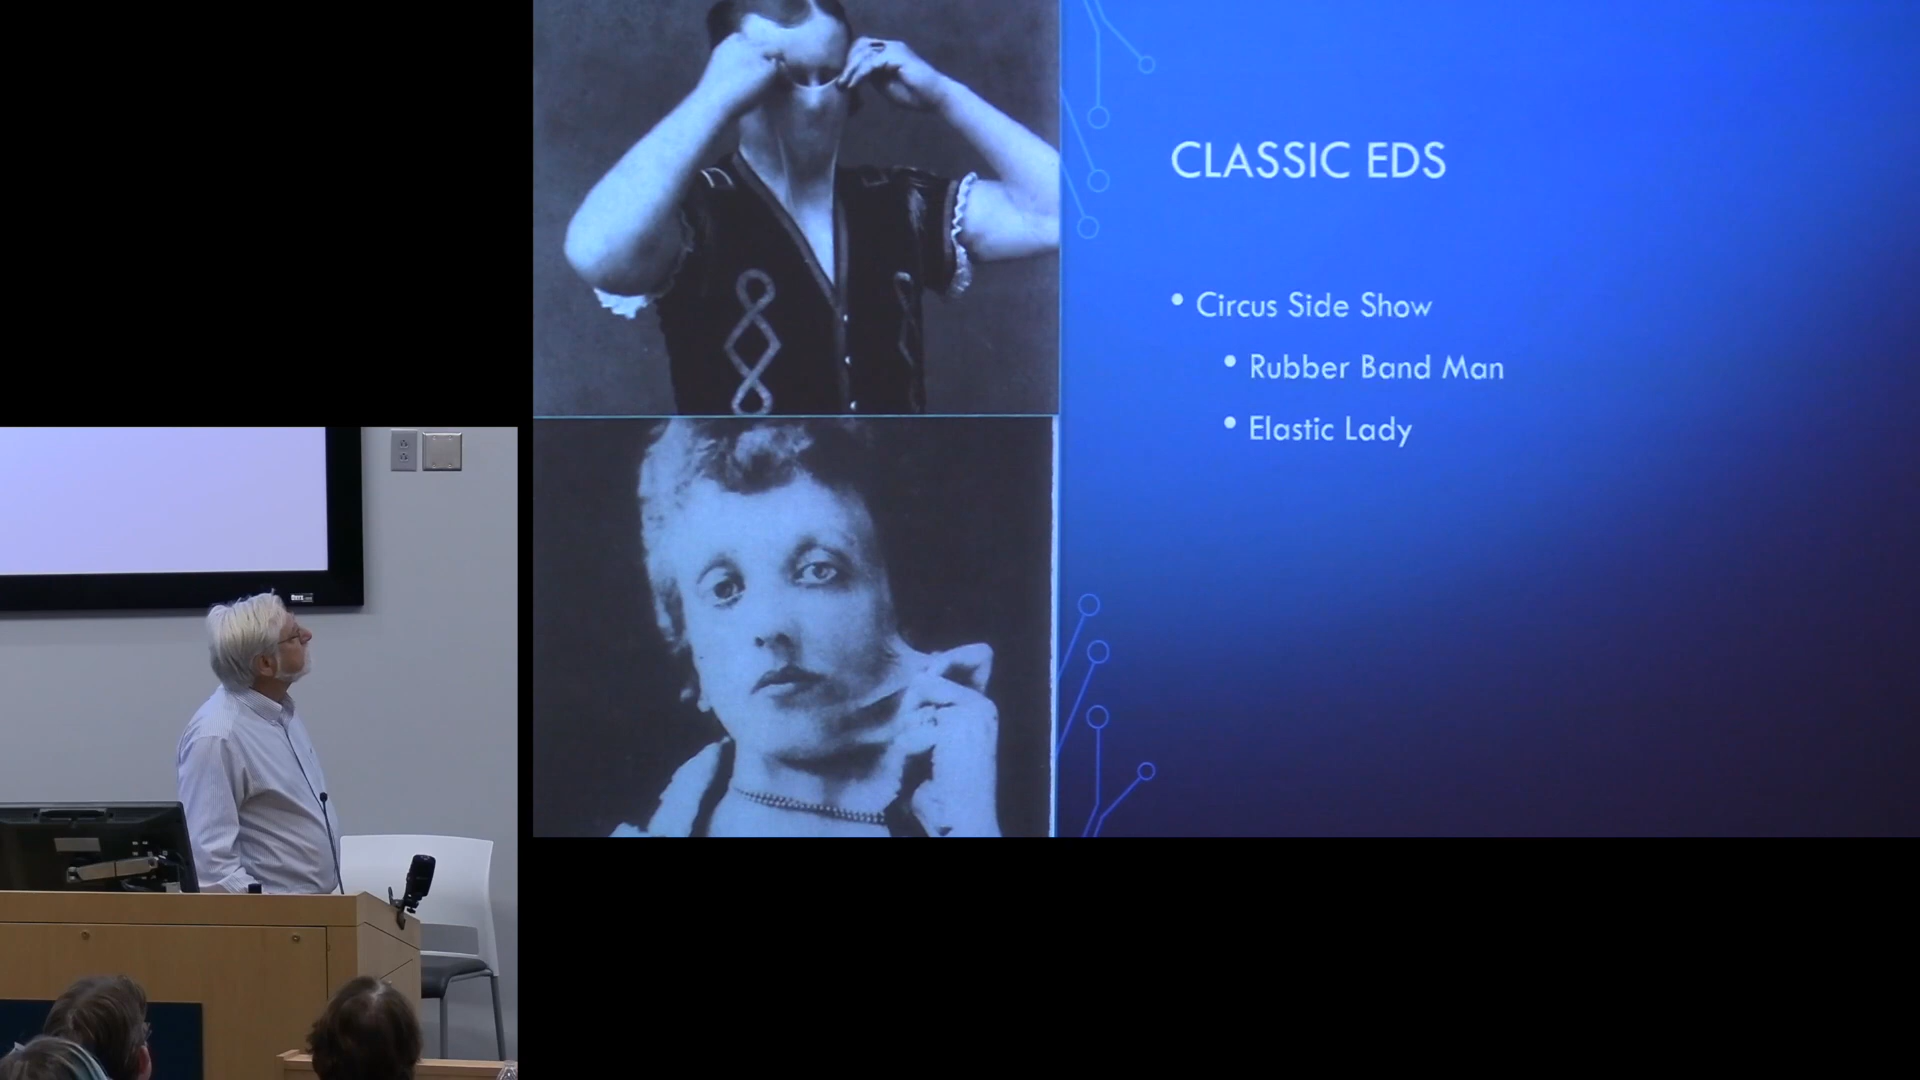 CLASSIC EDS
• Circus Side Show
• Rubber Band Man
• Elastic Lady